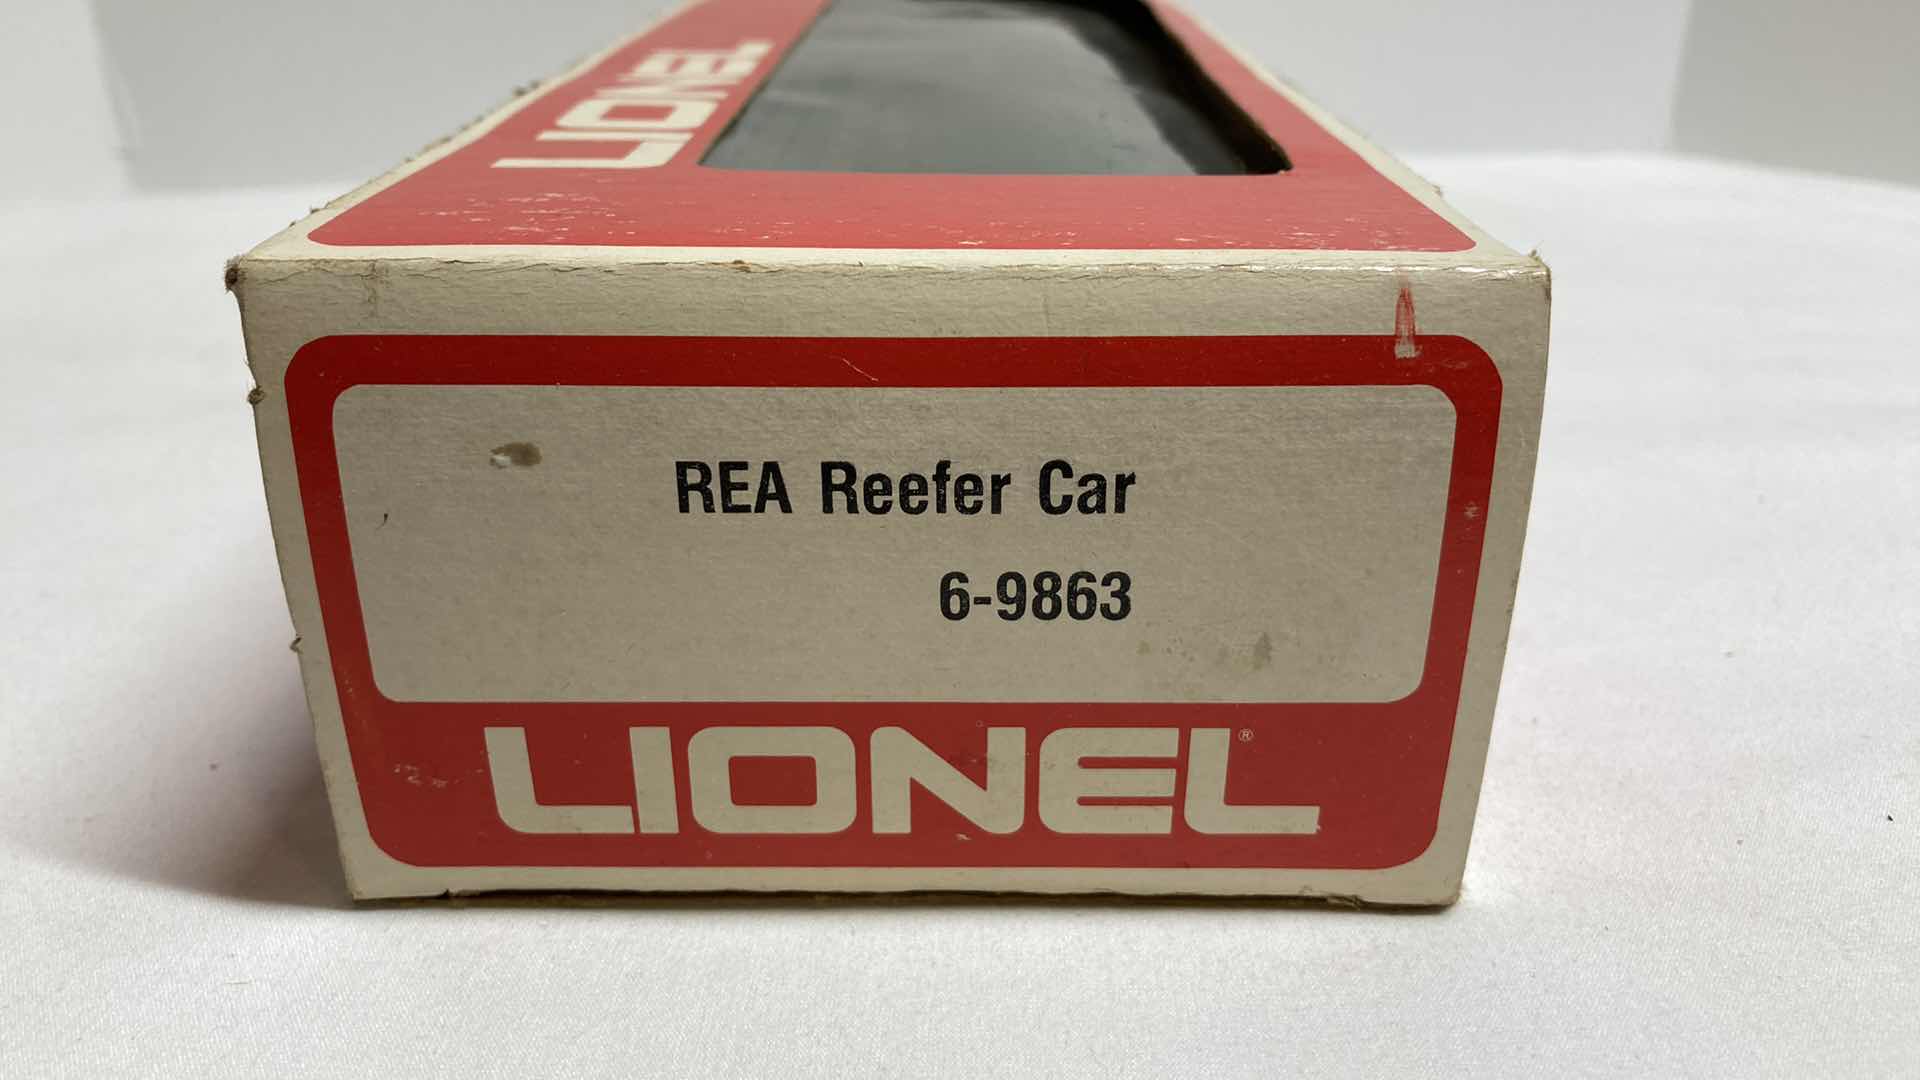 LIONEL
REA Reefer Car
6-9863
LIONEL®